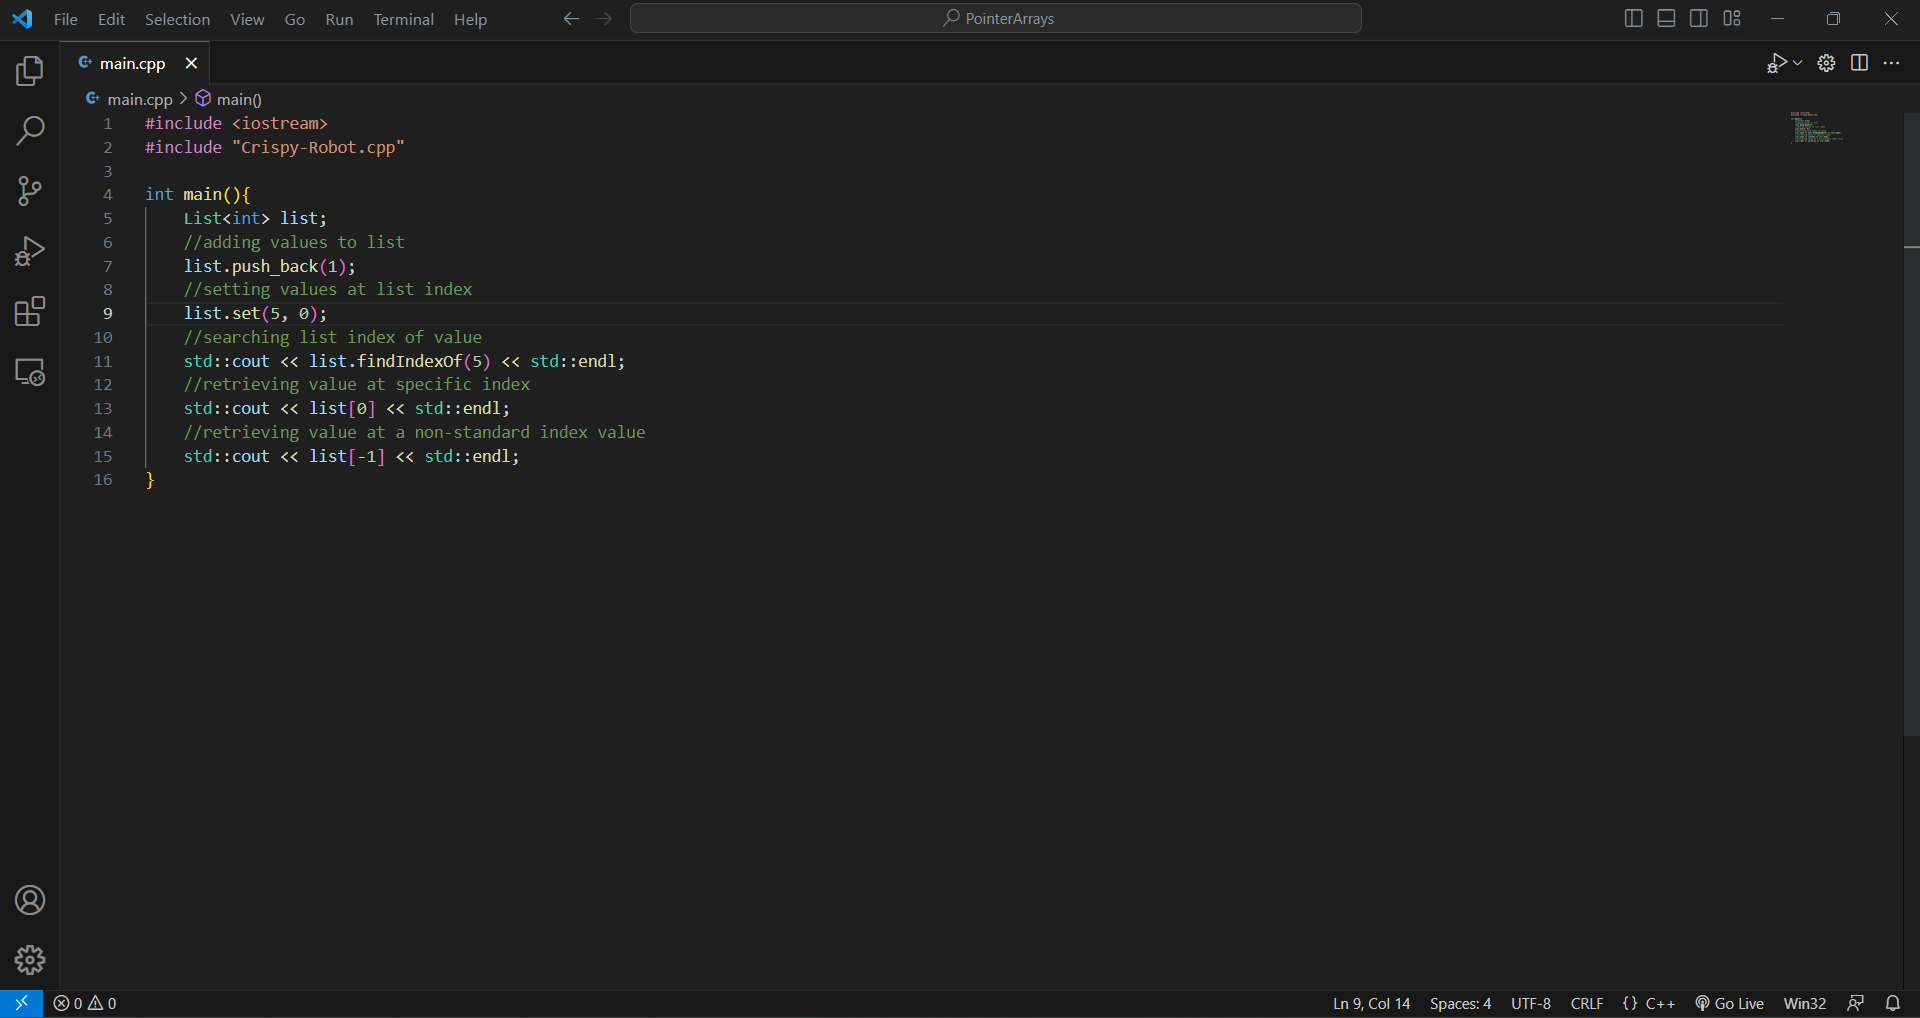 File Edit Selection View Go Run Terminal Help PointerArrays
main.cpp
main.cpp > main()
1 #include <iostream>
2 #include "Crispy-Robot.cpp"
3
4 int main(){
5     List<int> list;
6     //adding values to list
7     list.push_back(1);
8     //setting values at list index
9     list.set(5, 0);
10     //searching list index of value
11     std::cout << list.findIndexOf(5) << std::endl;
12     //retrieving value at specific index
13     std::cout << list[0] << std::endl;
14     //retrieving value at a non-standard index value
15     std::cout << list[-1] << std::endl;
16 }
0 0 Ln 9, Col 14 Spaces: 4 UTF-8 CRLF {} C++ Go Live Win32